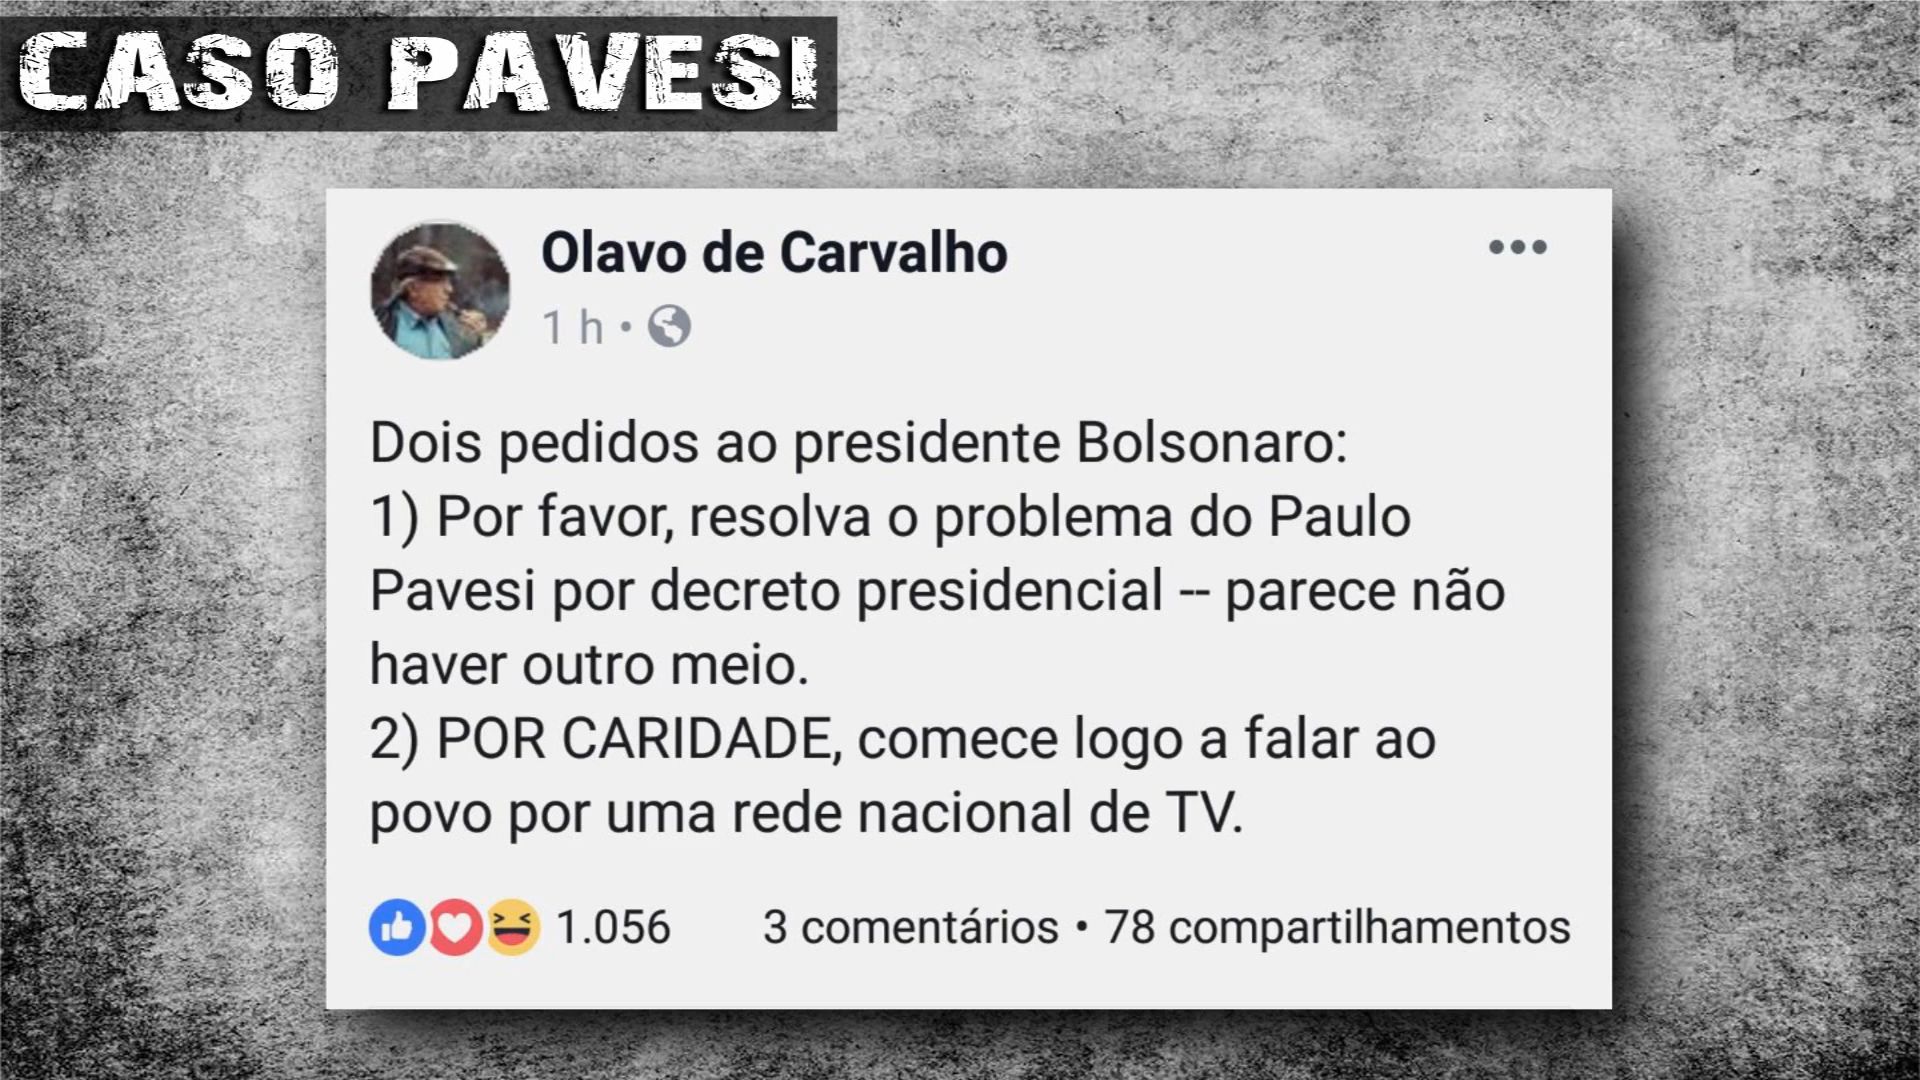 CASO PAVESI
Olavo de Carvalho
1 h •
Dois pedidos ao presidente Bolsonaro:
1) Por favor, resolva o problema do Paulo
Pavesi por decreto presidencial -- parece não
haver outro meio.
2) POR CARIDADE, comece logo a falar ao
povo por uma rede nacional de TV.
1.056 3 comentários • 78 compartilhamentos